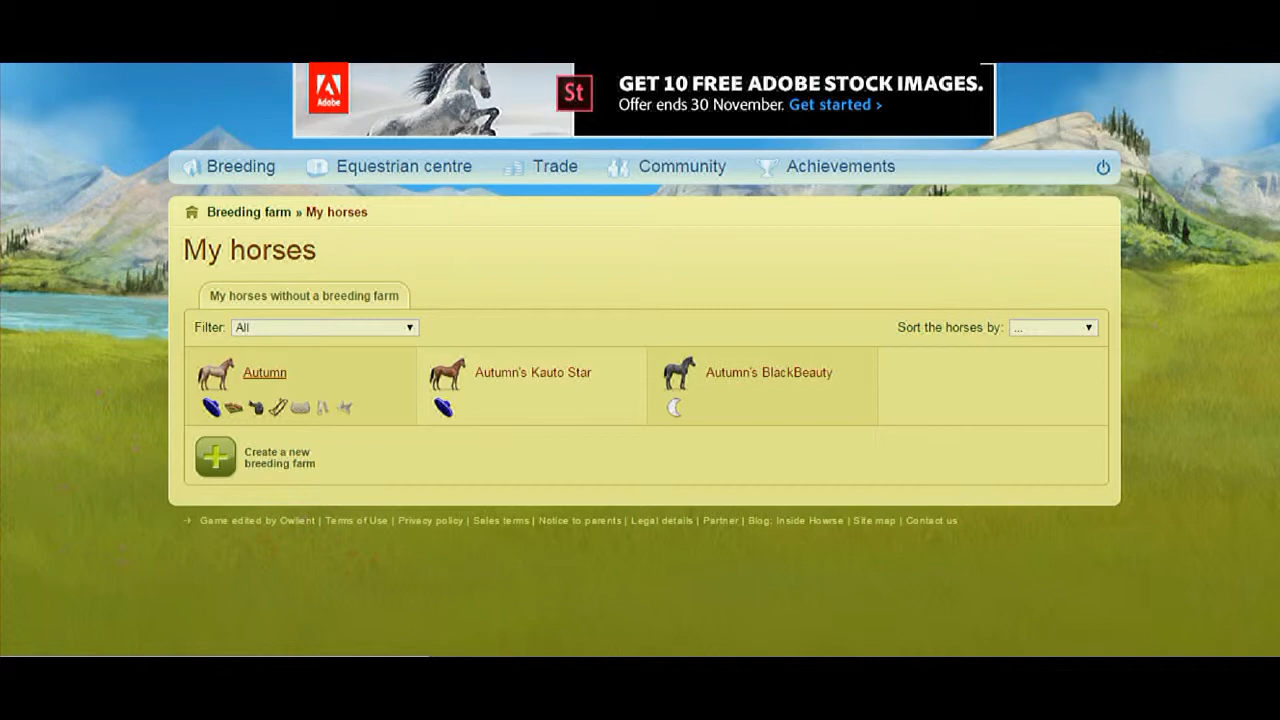 Adobe
St
GET 10 FREE ADOBE STOCK IMAGES.
Offer ends 30 November. Get started ›
Breeding Equestrian centre Trade Community Achievements
Breeding farm » My horses
My horses
My horses without a breeding farm
Filter: All Sort the horses by: ...
Autumn Autumn's Kauto Star Autumn's BlackBeauty
Create a new
breeding farm
Game edited by Owlient | Terms of Use | Privacy policy | Sales terms | Notice to parents | Legal details | Partner | Blog: Inside Howrse | Site map | Contact us